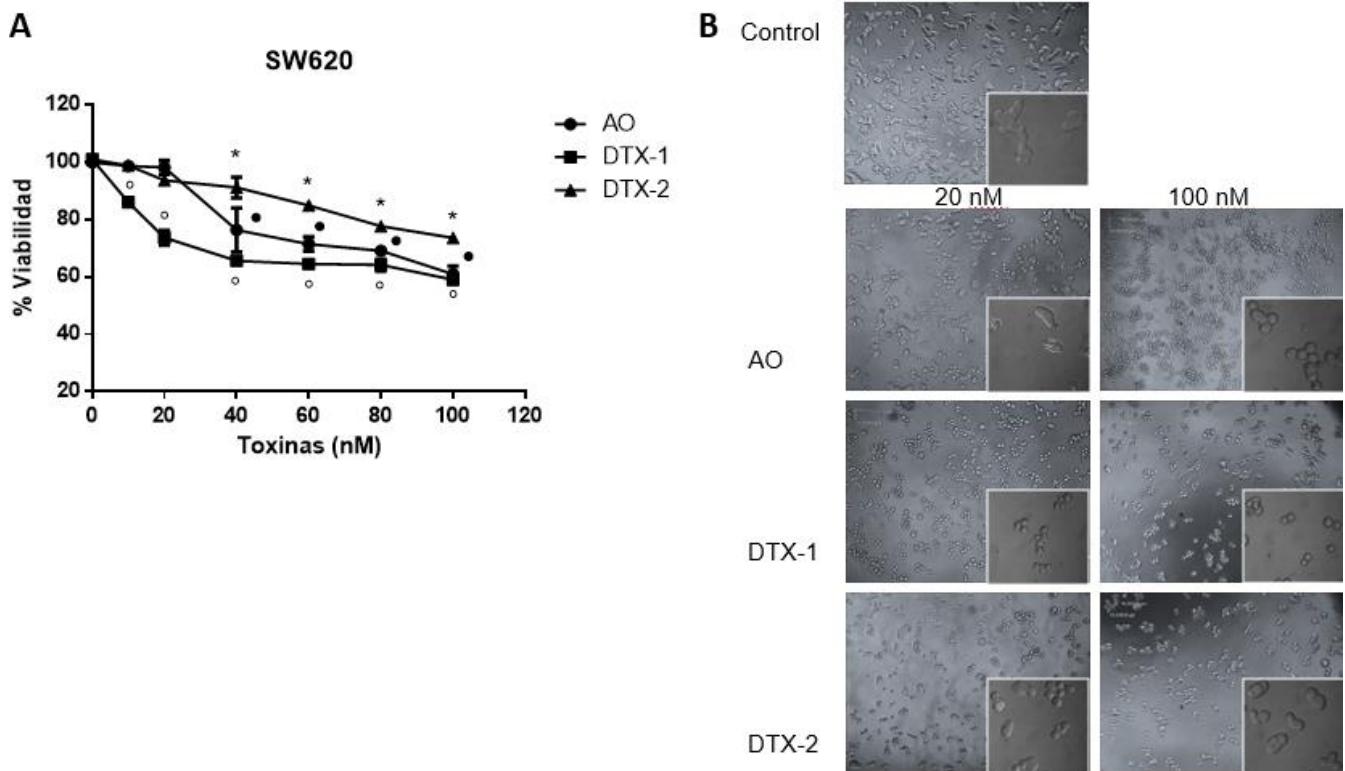 A
SW620
% Viabilidad
120
100
80
60
40
20
0 20 40 60 80 100 120
Toxinas (nM)
AO
DTX-1
DTX-2
* * * *
B
Control
20 nM 100 nM
AO
DTX-1
DTX-2